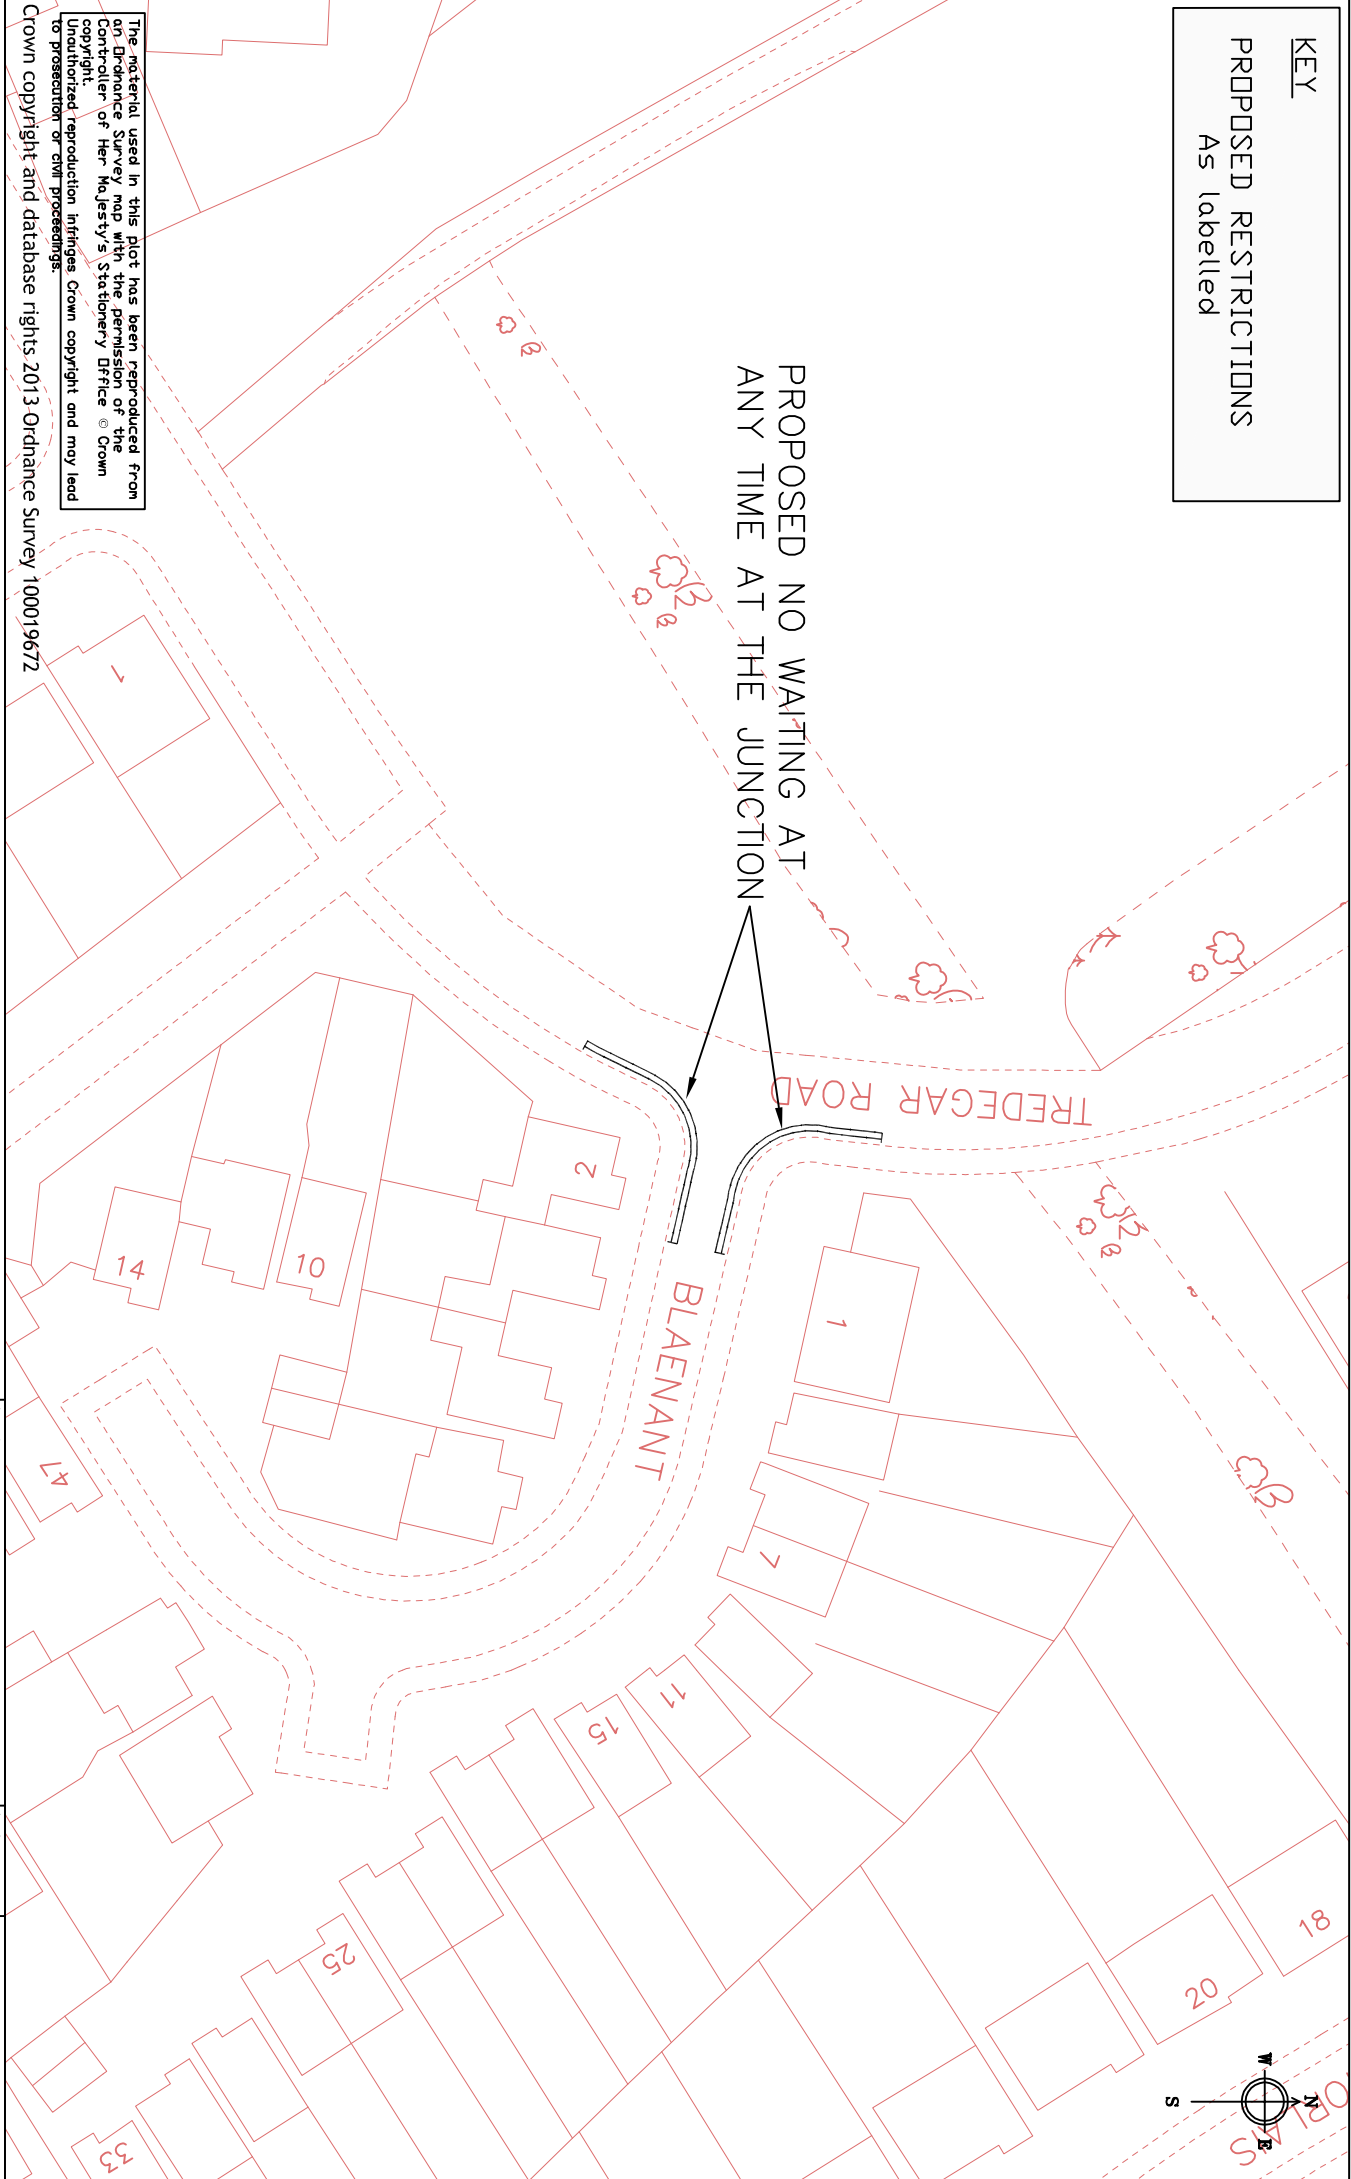 KEY
PROPOSED RESTRICTIONS
As labelled
PROPOSED NO WAITING AT
ANY TIME AT THE JUNCTION
TREDEGAR ROAD
BLAENANT
1
2
10
14
47
1
7
11
15
25
33
18
20
N
W
E
S
The material used in this plot has been reproduced from
an Ordnance Survey map with the permission of the
Controller of Her Majesty's Stationery Office © Crown
copyright.
Unauthorized reproduction infringes Crown copyright and may lead
to prosecution or civil proceedings.
Crown copyright and database rights 2013 Ordnance Survey 100019672